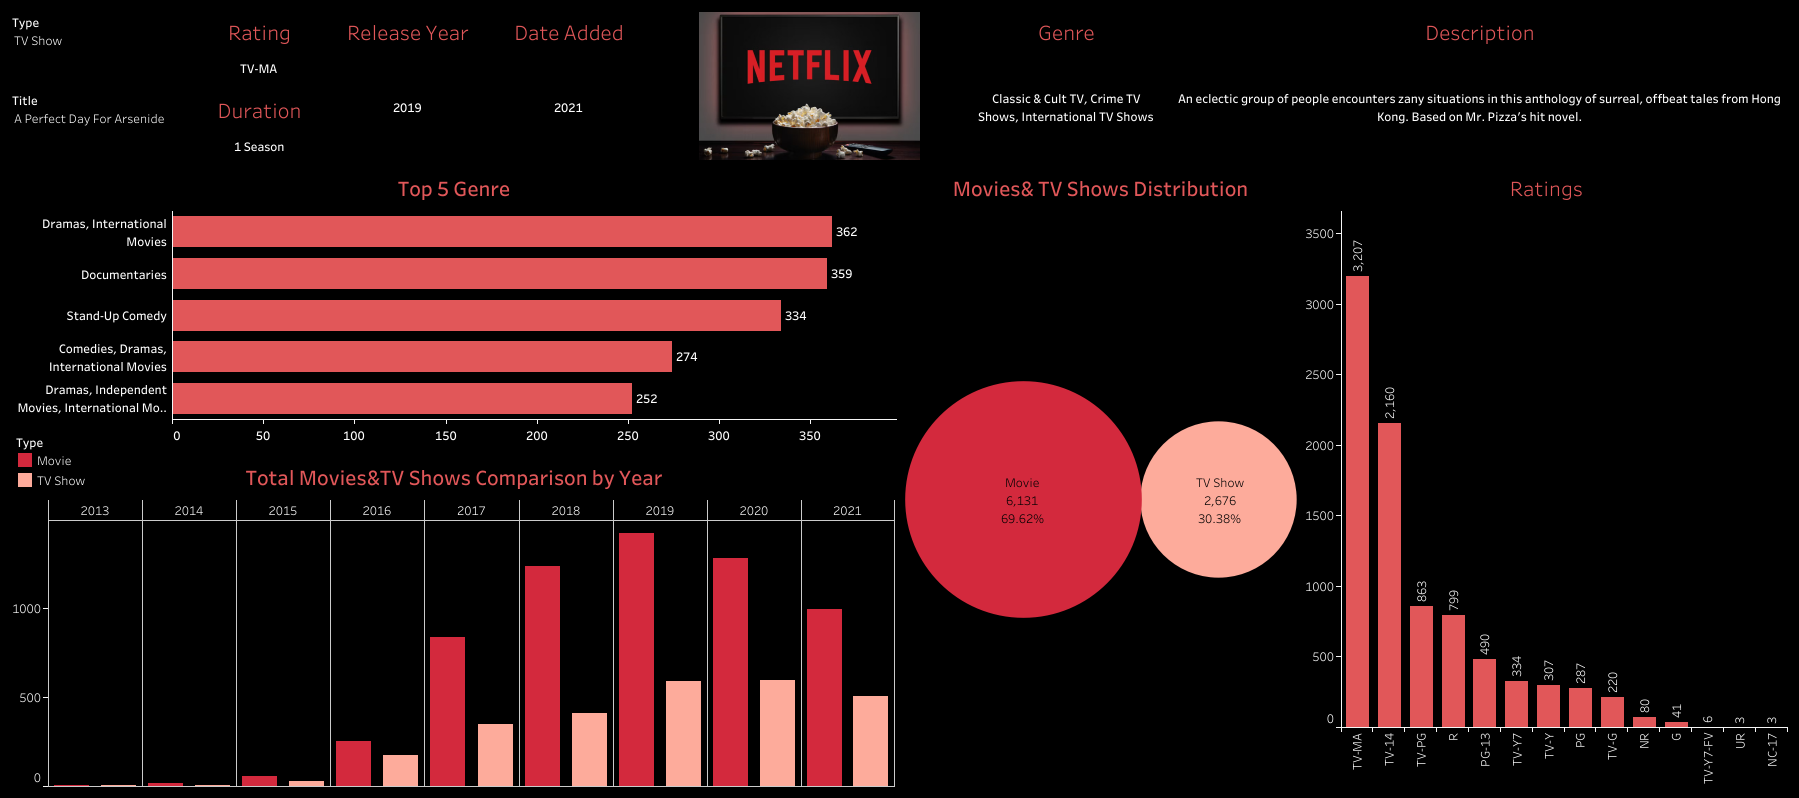 Type
TV Show
Title
A Perfect Day For Arsenide
Rating
TV-MA
Duration
1 Season
Release Year
2019
Date Added
2021
NETFLIX
Genre
Classic & Cult TV, Crime TV
Shows, International TV Shows
Description
An eclectic group of people encounters zany situations in this anthology of surreal, offbeat tales from Hong
Kong. Based on Mr. Pizza's hit novel.
Top 5 Genre
Dramas, International
Movies
362
Documentaries
359
Stand-Up Comedy
334
Comedies, Dramas,
International Movies
274
Dramas, Independent
Movies, International Mo..
252
0 50 100 150 200 250 300 350
Type
Movie
TV Show
Total Movies&TV Shows Comparison by Year
2013 2014 2015 2016 2017 2018 2019 2020 2021
1000
500
0
Movies& TV Shows Distribution
Movie
6,131
69.62%
TV Show
2,676
30.38%
Ratings
3500
3000
2500
2000
1500
1000
500
0
3,207
2,160
863
799
490
334
307
287
220
80
41
6
3
3
TV-MA
TV-14
TV-PG
R
PG-13
TV-Y7
TV-Y
PG
TV-G
NR
G
TV-Y7-FV
UR
NC-17